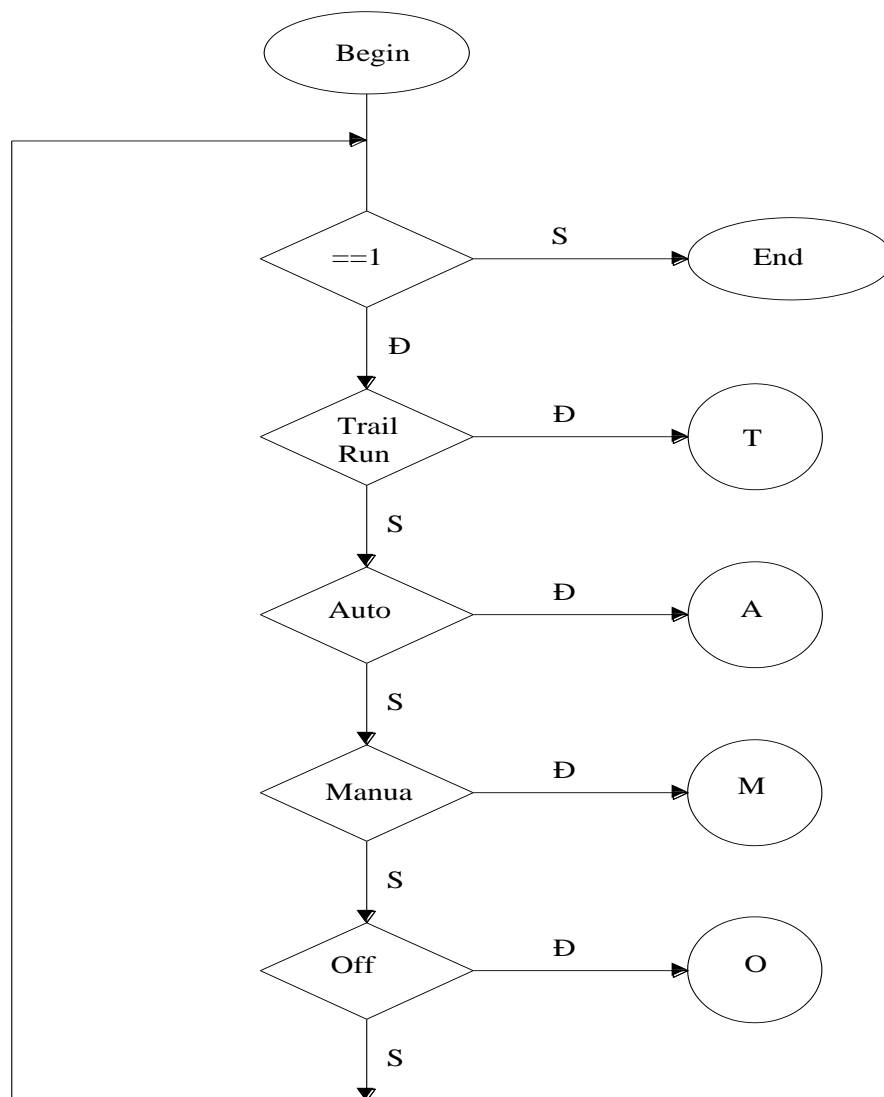 Begin
==1
S
End
Đ
Trail
Run
Đ
T
S
Auto
Đ
A
S
Manua
Đ
M
S
Off
Đ
O
S